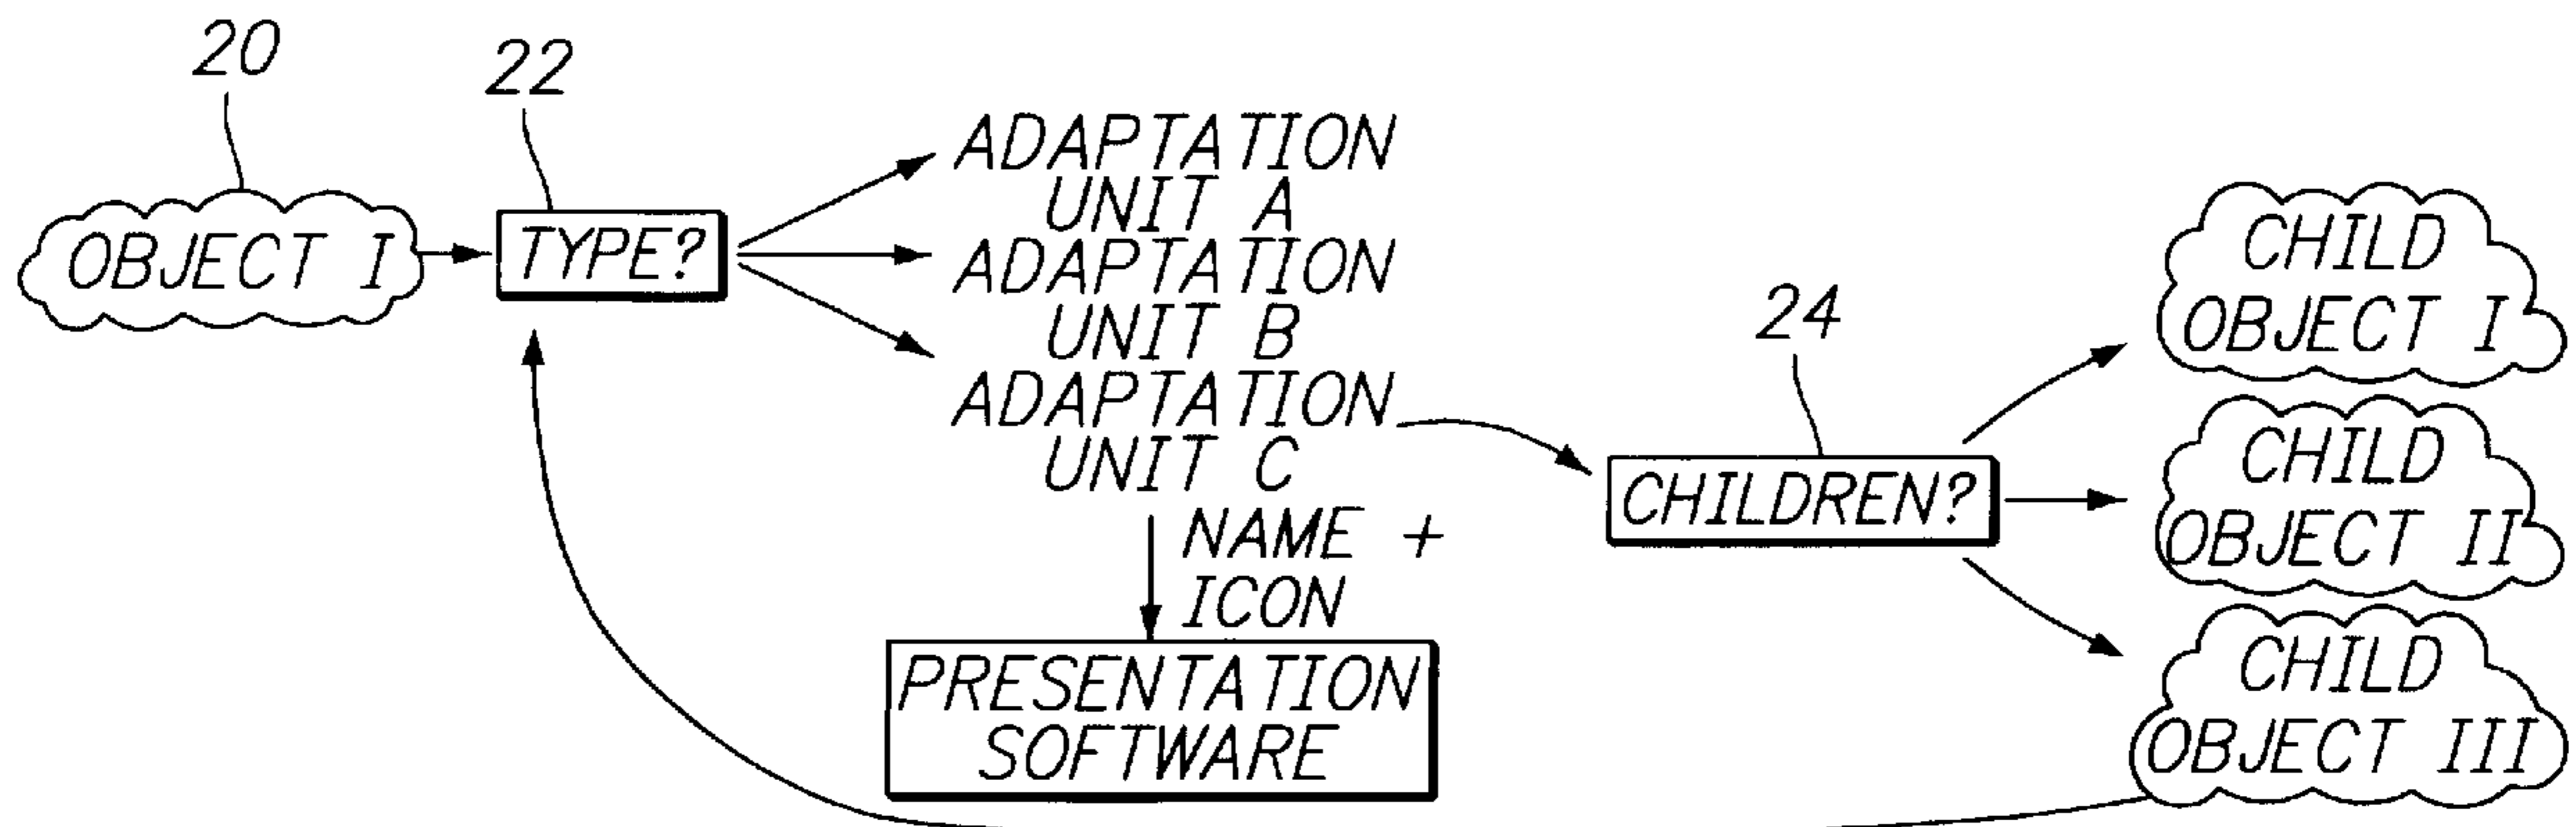 20
22
OBJECT I
TYPE?
ADAPTATION
UNIT A
ADAPTATION
UNIT B
ADAPTATION
UNIT C
NAME +
ICON
PRESENTATION
SOFTWARE
24
CHILDREN?
CHILD
OBJECT I
CHILD
OBJECT II
CHILD
OBJECT III